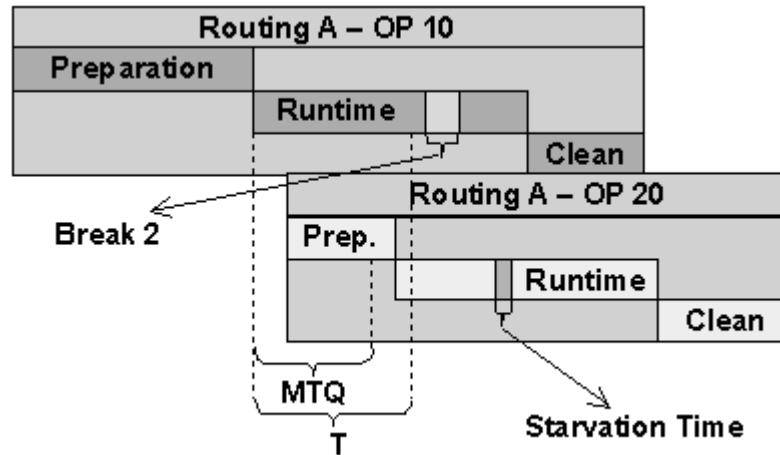 Routing A – OP 10
Preparation
Runtime
Clean
Routing A – OP 20
Break 2
Prep.
Runtime
Clean
MTQ
T
Starvation Time